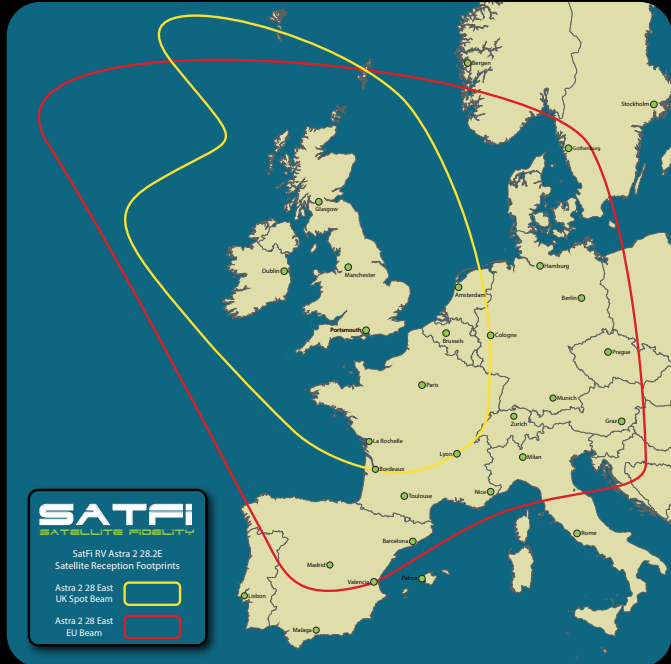 Bergen
Stockholm
Gothenburg
Glasgow
Hamburg
Dublin
Manchester
Amsterdam
Berlin
Portsmouth
Brussels
Cologne
Prague
Paris
Munich
Zurich
Graz
La Rochelle
Lyon
Milan
Bordeaux
Toulouse
Nice
SATFI
SATELLITE FIDELITY
SatFi RV Astra 2 28.2E
Satellite Reception Footprints
Astra 2 28 East
UK Spot Beam
Astra 2 28 East
EU Beam
Barcelona
Rome
Madrid
Valencia
Palma
Lisbon
Malaga